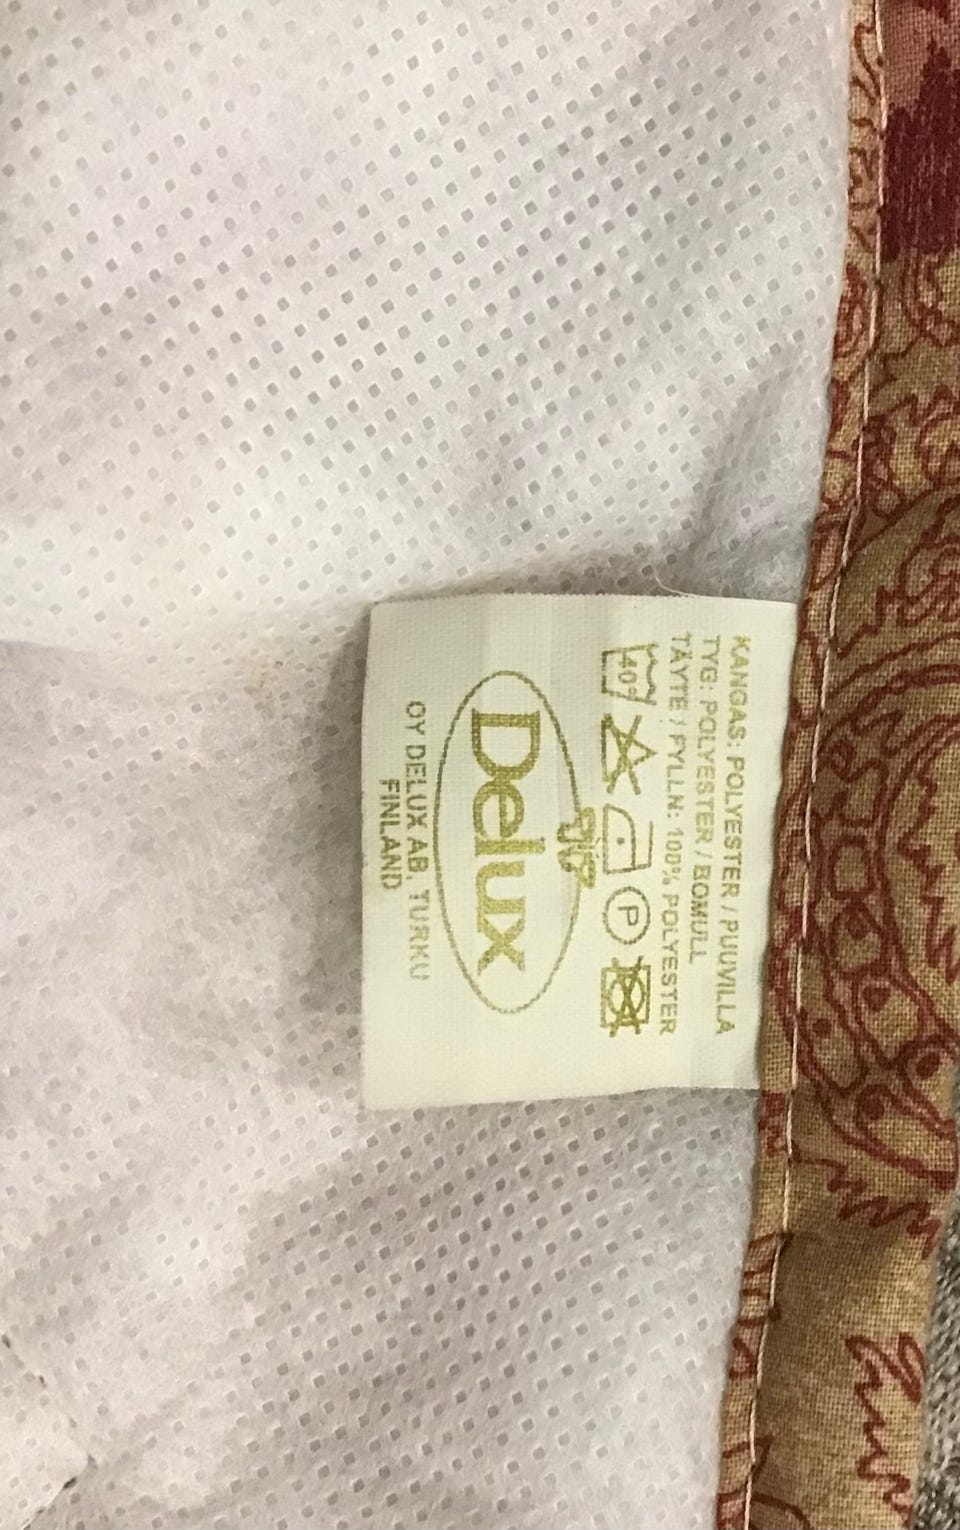 KANGAS: POLYESTER / PUUVILLA
TYG: POLYESTER / BOMULL
TÄYTE / FYLLN: 100% POLYESTER
40° P
Delux
OY DELUX AB, TURKU
FINLAND